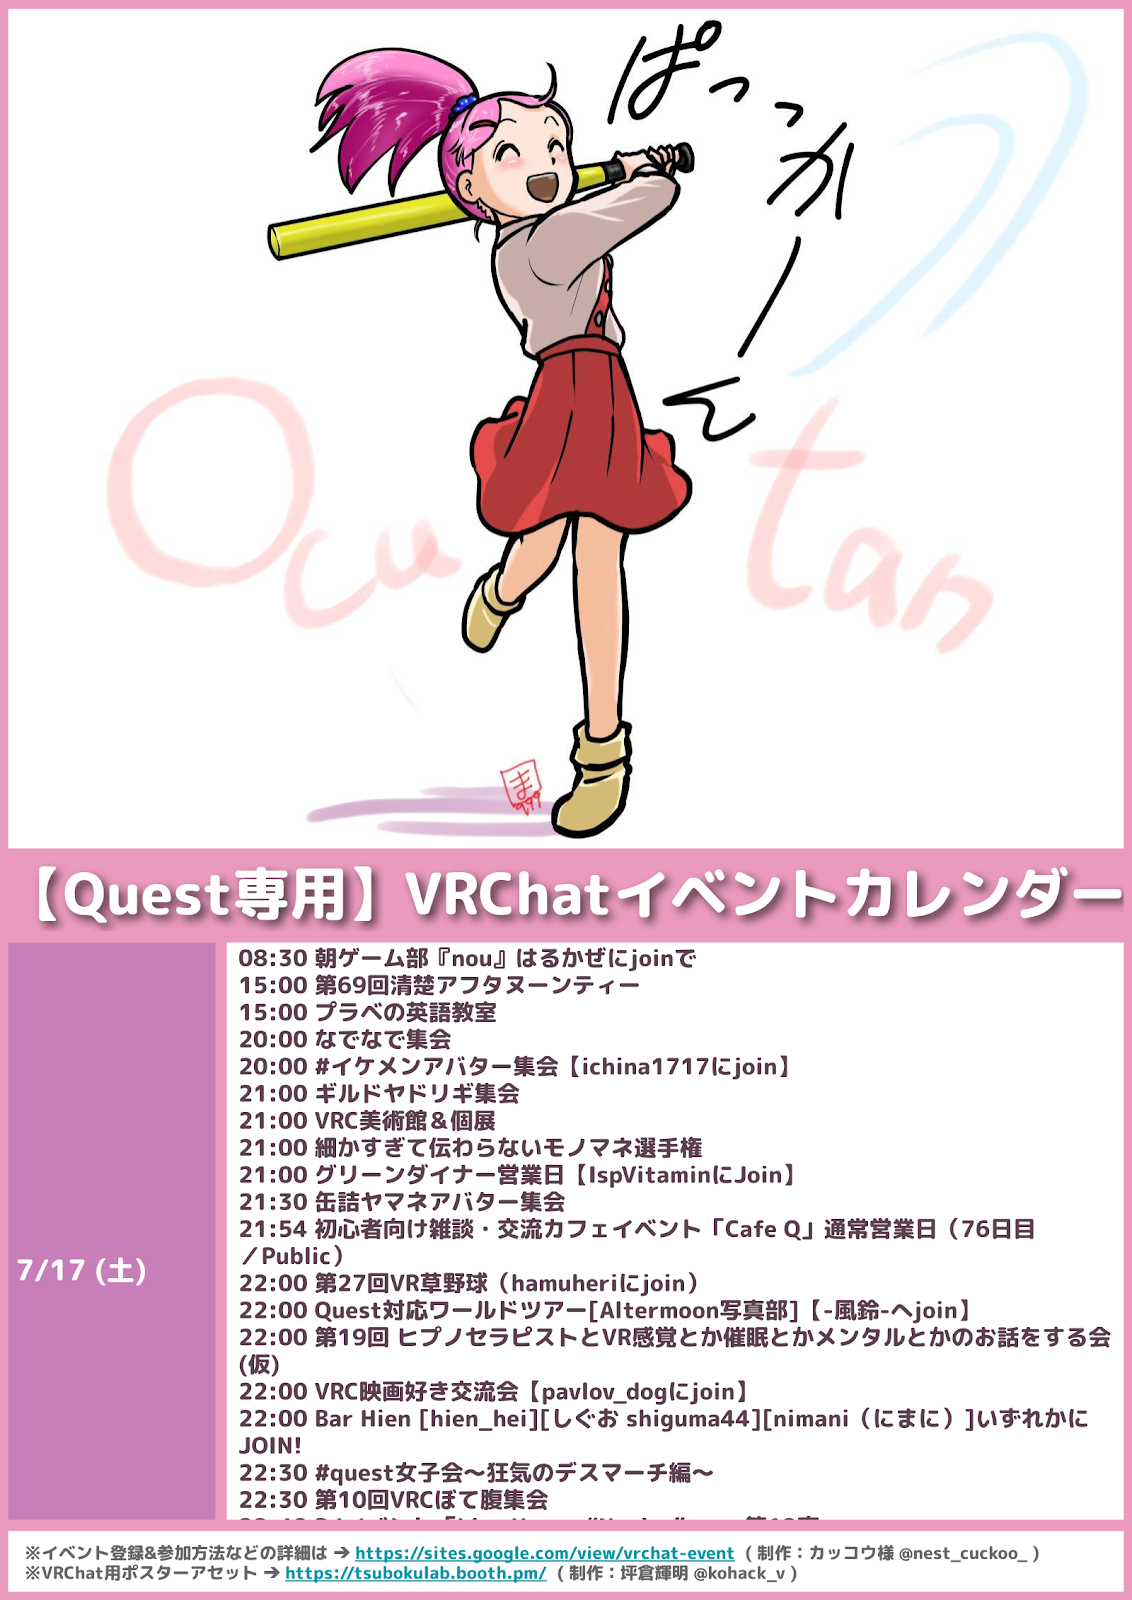 ぱっっかーん
Ocu tan
ま
999
【Quest専用】VRChatイベントカレンダー
7/17 (土)
08:30 朝ゲーム部『nou』はるかぜにjoinで
15:00 第69回清楚アフタヌーンティー
15:00 プラベの英語教室
20:00 なでなで集会
20:00 #イケメンアバター集会【ichina1717にjoin】
21:00 ギルドヤドリギ集会
21:00 VRC美術館＆個展
21:00 細かすぎて伝わらないモノマネ選手権
21:00 グリーンダイナー営業日【IspVitaminにJoin】
21:30 缶詰ヤマネアバター集会
21:54 初心者向け雑談・交流カフェイベント「Cafe Q」通常営業日（76日目
／Public）
22:00 第27回VR草野球（hamuheriにjoin）
22:00 Quest対応ワールドツアー[Altermoon写真部]【-風鈴-へjoin】
22:00 第19回 ヒプノセラピストとVR感覚とか催眠とかメンタルとかのお話をする会
(仮)
22:00 VRC映画好き交流会【pavlov_dogにjoin】
22:00 Bar Hien [hien_hei][しぐお shiguma44][nimani（にまに）]いずれかに
JOIN!
22:30 #quest女子会～狂気のデスマーチ編～
22:30 第10回VRCぼて腹集会
※イベント登録&参加方法などの詳細は ➔ https://sites.google.com/view/vrchat-event ( 制作：カッコウ様 @nest_cuckoo_ )
※VRChat用ポスターアセット ➔ https://tsubokulab.booth.pm/ ( 制作：坪倉輝明 @kohack_v )